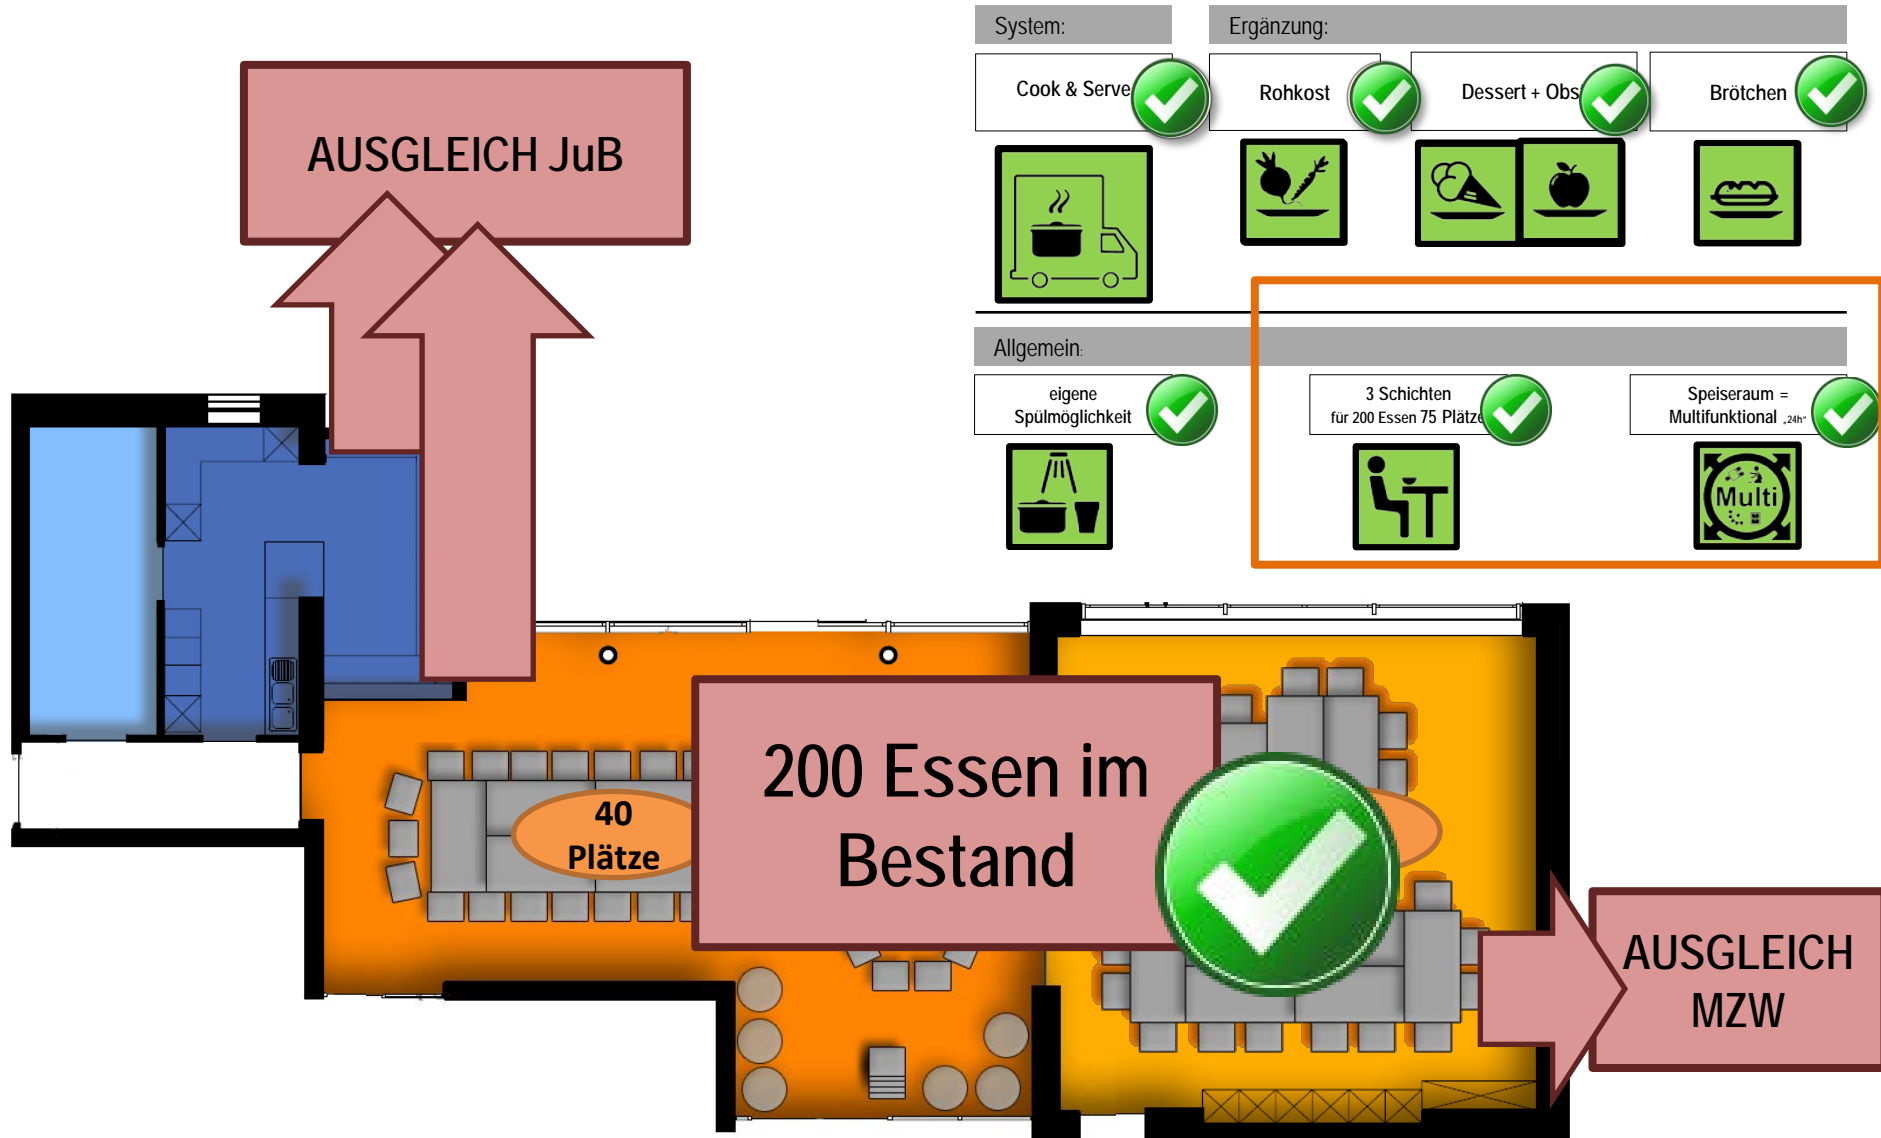 System:
Ergänzung:
Cook & Serve
Rohkost
Dessert + Obs
Brötchen
AUSGLEICH JuB
Allgemein:
eigene
Spülmöglichkeit
3 Schichten
für 200 Essen 75 Plätze
Speiseraum =
Multifunktional „24h“
Multi
40
Plätze
200 Essen im
Bestand
AUSGLEICH
MZW